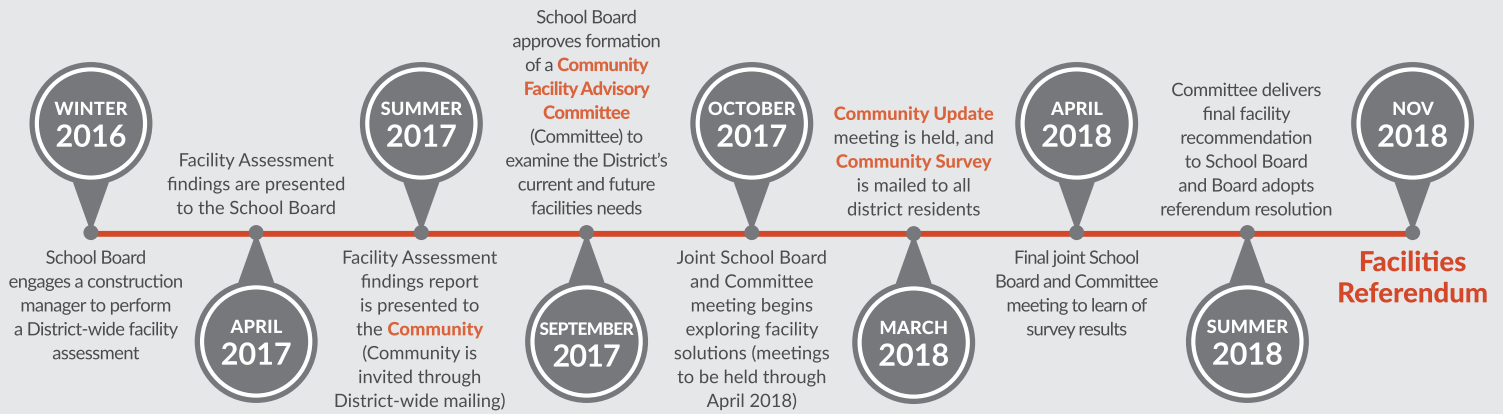 WINTER
2016
School Board
engages a construction
manager to perform
a District-wide facility
assessment
Facility Assessment
findings are presented
to the School Board
APRIL
2017
SUMMER
2017
Facility Assessment
findings report
is presented to
the Community
(Community is
invited through
District-wide mailing)
School Board
approves formation
of a Community
Facility Advisory
Committee
(Committee) to
examine the District's
current and future
facilities needs
SEPTEMBER
2017
OCTOBER
2017
Joint School Board
and Committee
meeting begins
exploring facility
solutions (meetings
to be held through
April 2018)
Community Update
meeting is held, and
Community Survey
is mailed to all
district residents
MARCH
2018
APRIL
2018
Final joint School
Board and Committee
meeting to learn of
survey results
Committee delivers
final facility
recommendation
to School Board
and Board adopts
referendum resolution
SUMMER
2018
NOV
2018
Facilities
Referendum